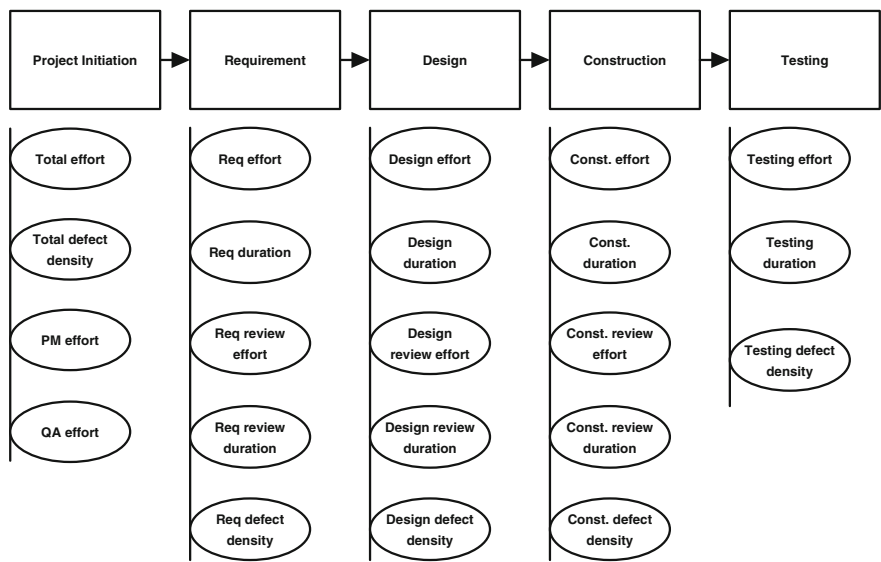 Project Initiation
Requirement
Design
Construction
Testing
Total effort
Total defect
density
PM effort
QA effort
Req effort
Req duration
Req review
effort
Req review
duration
Req defect
density
Design effort
Design
duration
Design
review effort
Design review
duration
Design defect
density
Const. effort
Const.
duration
Const. review
effort
Const. review
duration
Const. defect
density
Testing effort
Testing
duration
Testing defect
density